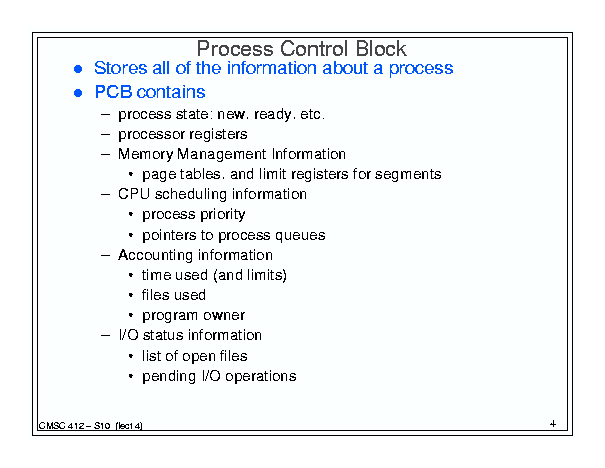 Process Control Block
● Stores all of the information about a process
● PCB contains
– process state: new, ready, etc.
– processor registers
– Memory Management Information
• page tables, and limit registers for segments
– CPU scheduling information
• process priority
• pointers to process queues
– Accounting information
• time used (and limits)
• files used
• program owner
– I/O status information
• list of open files
• pending I/O operations
CMSC 412 – S10 (lect 4)
4